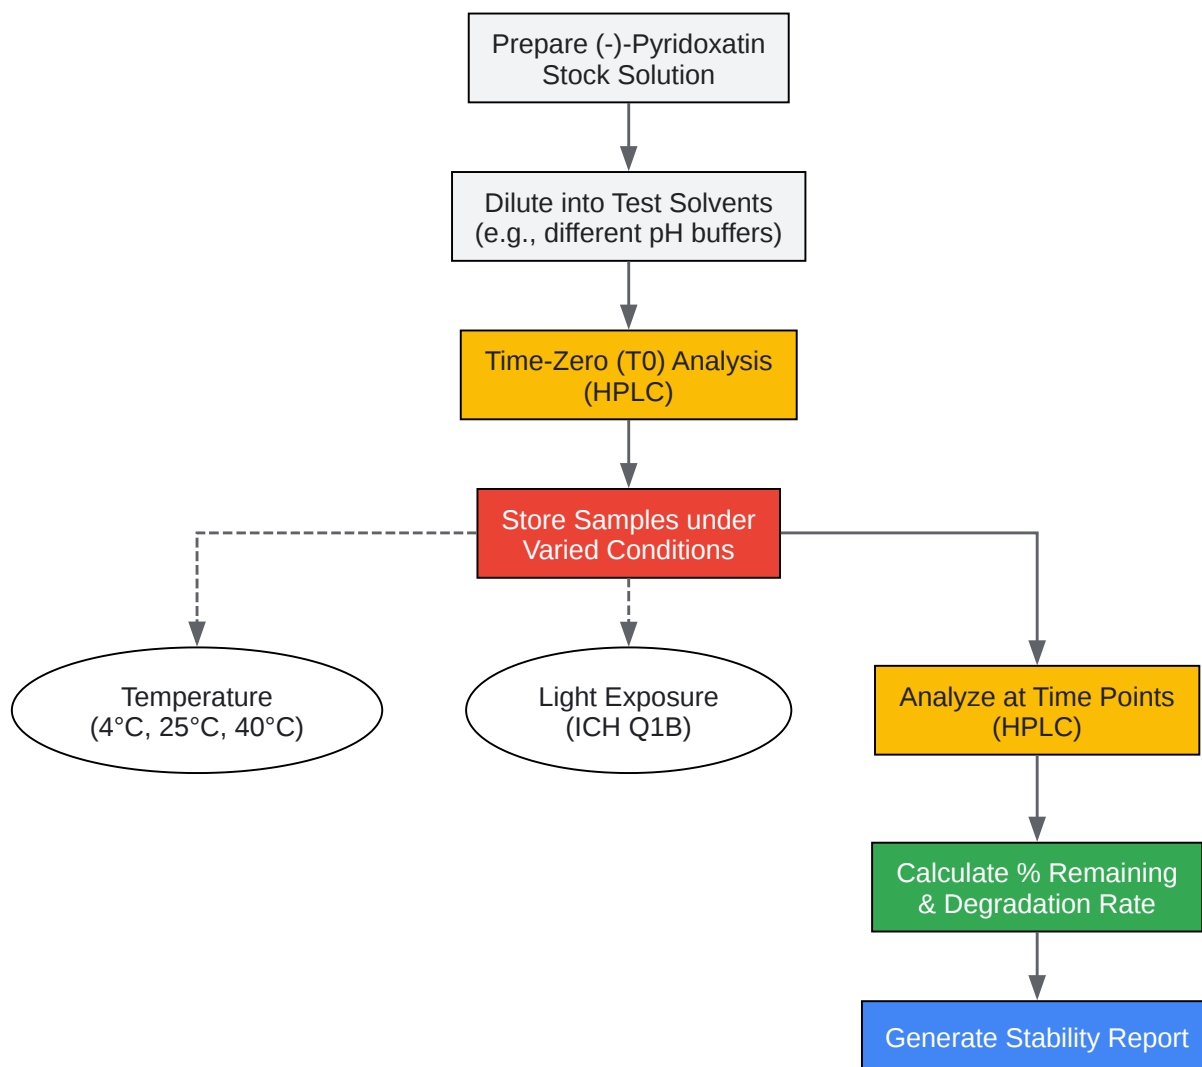 Prepare (-)-Pyridoxatin
Stock Solution
Dilute into Test Solvents
(e.g., different pH buffers)
Time-Zero (T0) Analysis
(HPLC)
Store Samples under
Varied Conditions
Temperature
(4°C, 25°C, 40°C)
Light Exposure
(ICH Q1B)
Analyze at Time Points
(HPLC)
Calculate % Remaining
& Degradation Rate
Generate Stability Report